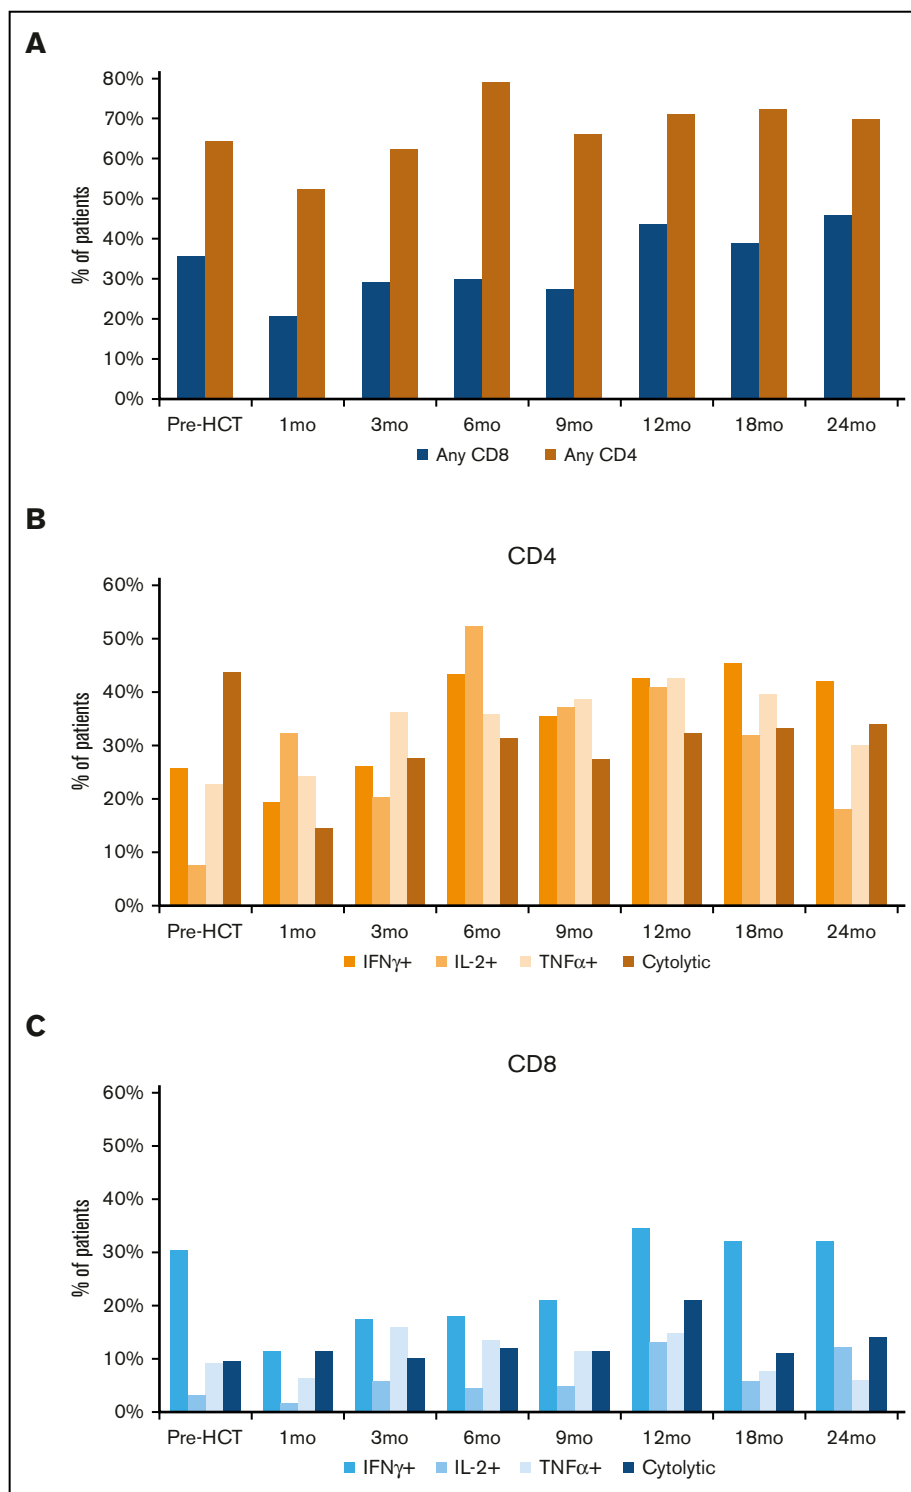 A
80%
70%
60%
50%
40%
30%
20%
10%
0%
% of patients
Pre-HCT 1mo 3mo 6mo 9mo 12mo 18mo 24mo
Any CD8 Any CD4
B
CD4
60%
50%
40%
30%
20%
10%
0%
% of patients
Pre-HCT 1mo 3mo 6mo 9mo 12mo 18mo 24mo
IFNγ+ IL-2+ TNFα+ Cytolytic
C
CD8
60%
50%
40%
30%
20%
10%
0%
% of patients
Pre-HCT 1mo 3mo 6mo 9mo 12mo 18mo 24mo
IFNγ+ IL-2+ TNFα+ Cytolytic